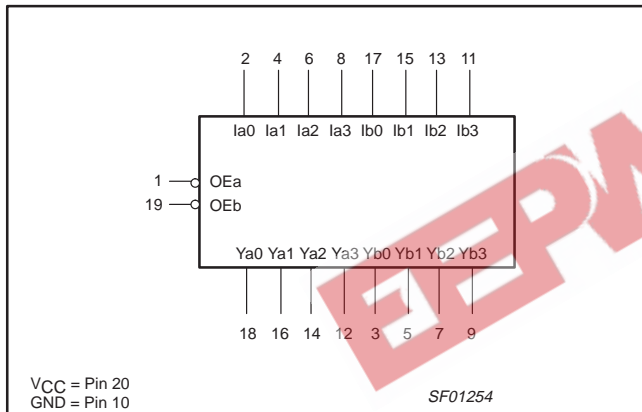 2 4 6 8 17 15 13 11
Ia0 Ia1 Ia2 Ia3 Ib0 Ib1 Ib2 Ib3
1 OEa
19 OEb
Ya0 Ya1 Ya2 Ya3 Yb0 Yb1 Yb2 Yb3
18 16 14 12 3 5 7 9
VCC = Pin 20
GND = Pin 10
SF01254
EEPW